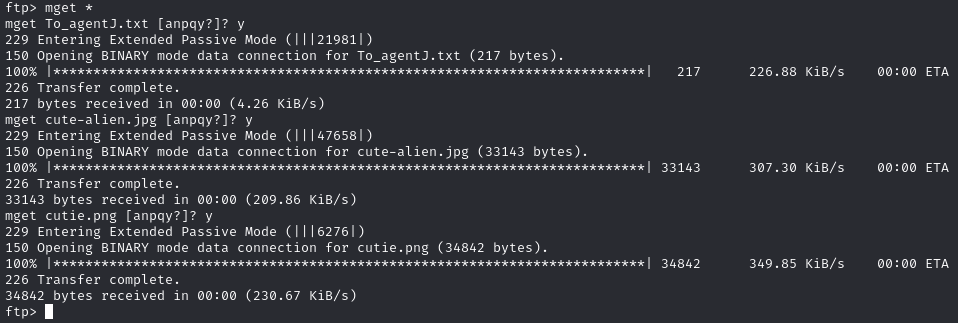 ftp> mget *
mget To_agentJ.txt [anpqy?]? y
229 Entering Extended Passive Mode (|||21981|)
150 Opening BINARY mode data connection for To_agentJ.txt (217 bytes).
100% |*************************************************************************| 217 226.88 KiB/s 00:00 ETA
226 Transfer complete.
217 bytes received in 00:00 (4.26 KiB/s)
mget cute-alien.jpg [anpqy?]? y
229 Entering Extended Passive Mode (|||47658|)
150 Opening BINARY mode data connection for cute-alien.jpg (33143 bytes).
100% |*************************************************************************| 33143 307.30 KiB/s 00:00 ETA
226 Transfer complete.
33143 bytes received in 00:00 (209.86 KiB/s)
mget cutie.png [anpqy?]? y
229 Entering Extended Passive Mode (|||6276|)
150 Opening BINARY mode data connection for cutie.png (34842 bytes).
100% |*************************************************************************| 34842 349.85 KiB/s 00:00 ETA
226 Transfer complete.
34842 bytes received in 00:00 (230.67 KiB/s)
ftp>